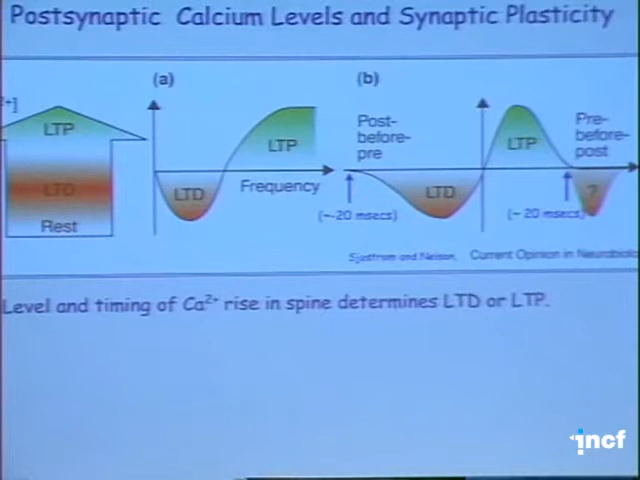 Postsynaptic Calcium Levels and Synaptic Plasticity
2+]
LTP
LTD
Rest
(a)
LTP
LTD
Frequency
(b)
Post-
before-
pre
LTP
Pre-
before-
post
LTD
?
(~-20 msecs)
(~ 20 msecs)
Sjostrom and Nelson, Current Opinion in Neurobiolo
Level and timing of Ca2+ rise in spine determines LTD or LTP.
incf